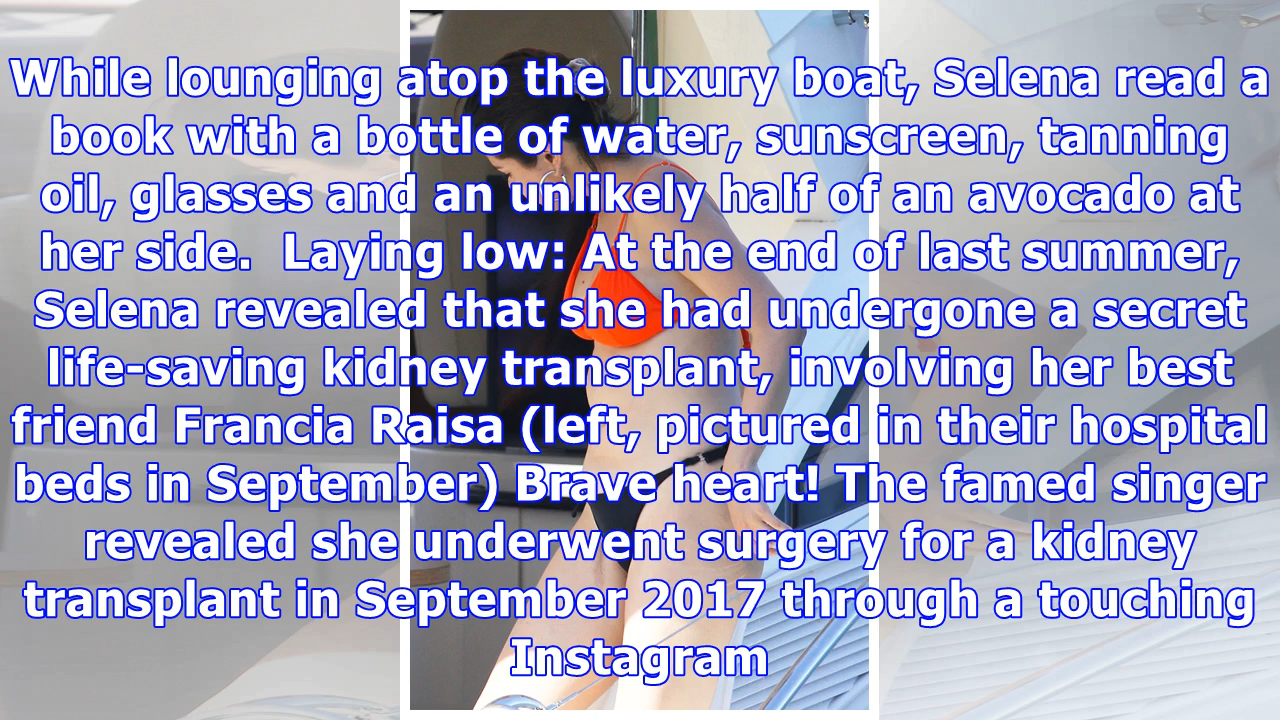 While lounging atop the luxury boat, Selena read a
book with a bottle of water, sunscreen, tanning
oil, glasses and an unlikely half of an avocado at
her side.  Laying low: At the end of last summer,
Selena revealed that she had undergone a secret
life-saving kidney transplant, involving her best
friend Francia Raisa (left, pictured in their hospital
beds in September) Brave heart! The famed singer
revealed she underwent surgery for a kidney
transplant in September 2017 through a touching
Instagram